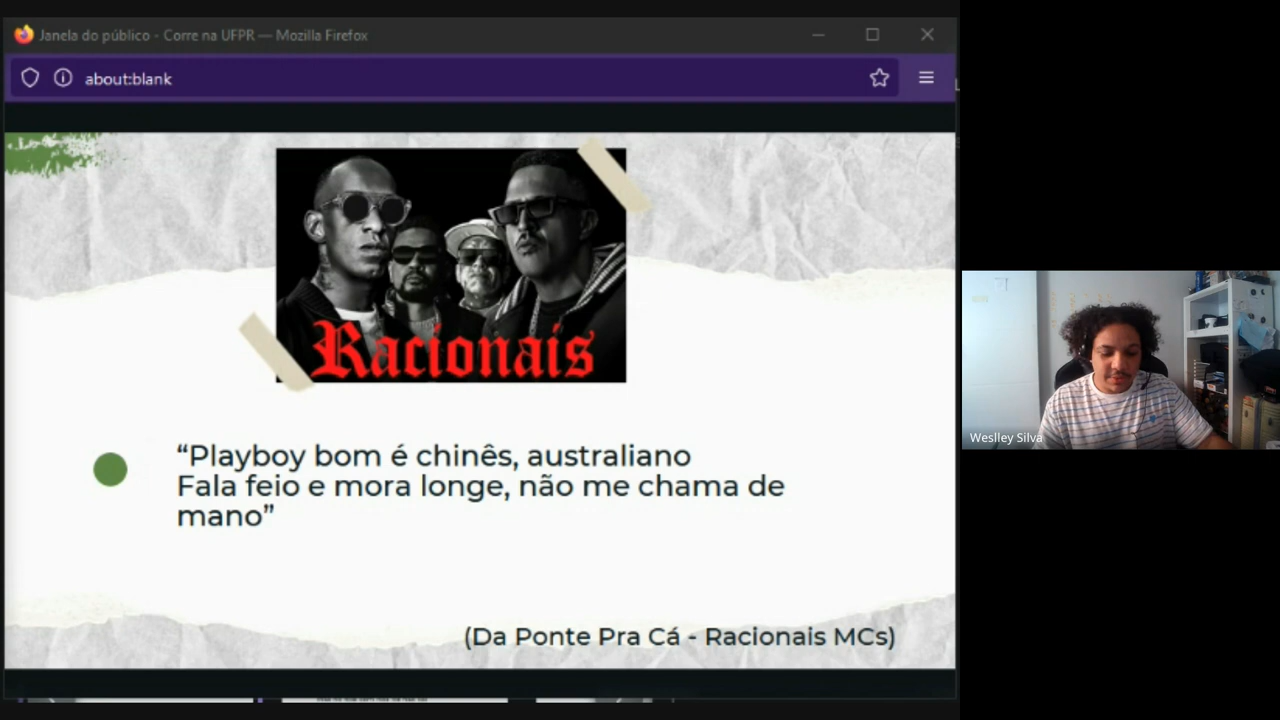 Janela do público - Corre na UFPR — Mozilla Firefox
about:blank
Racionais
“Playboy bom é chinês, australiano
Fala feio e mora longe, não me chama de
mano”
(Da Ponte Pra Cá - Racionais MCs)
Weslley Silva